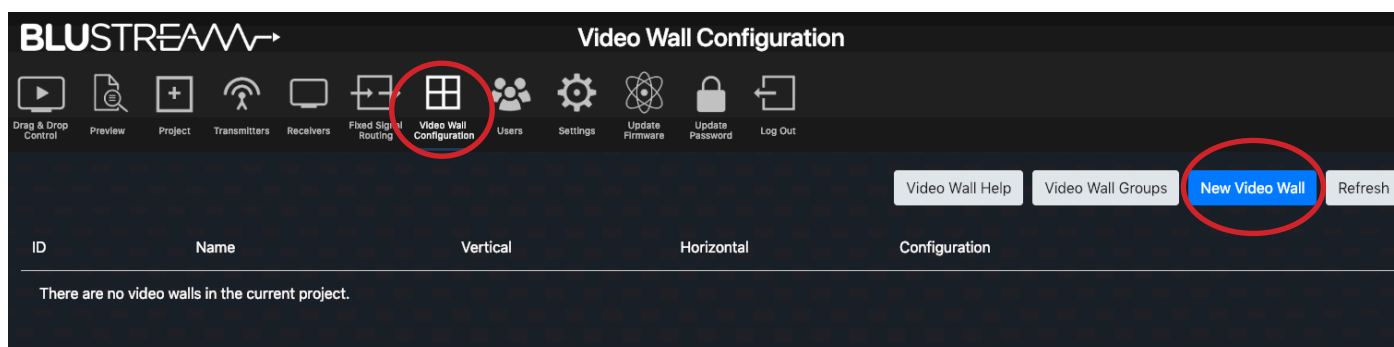 BLUSTREAM
Video Wall Configuration
Drag & Drop
Control
Preview
Project
Transmitters
Receivers
Fixed Signal
Routing
Video Wall
Configuration
Users
Settings
Update
Firmware
Update
Password
Log Out
Video Wall Help
Video Wall Groups
New Video Wall
Refresh
ID Name Vertical Horizontal Configuration
There are no video walls in the current project.